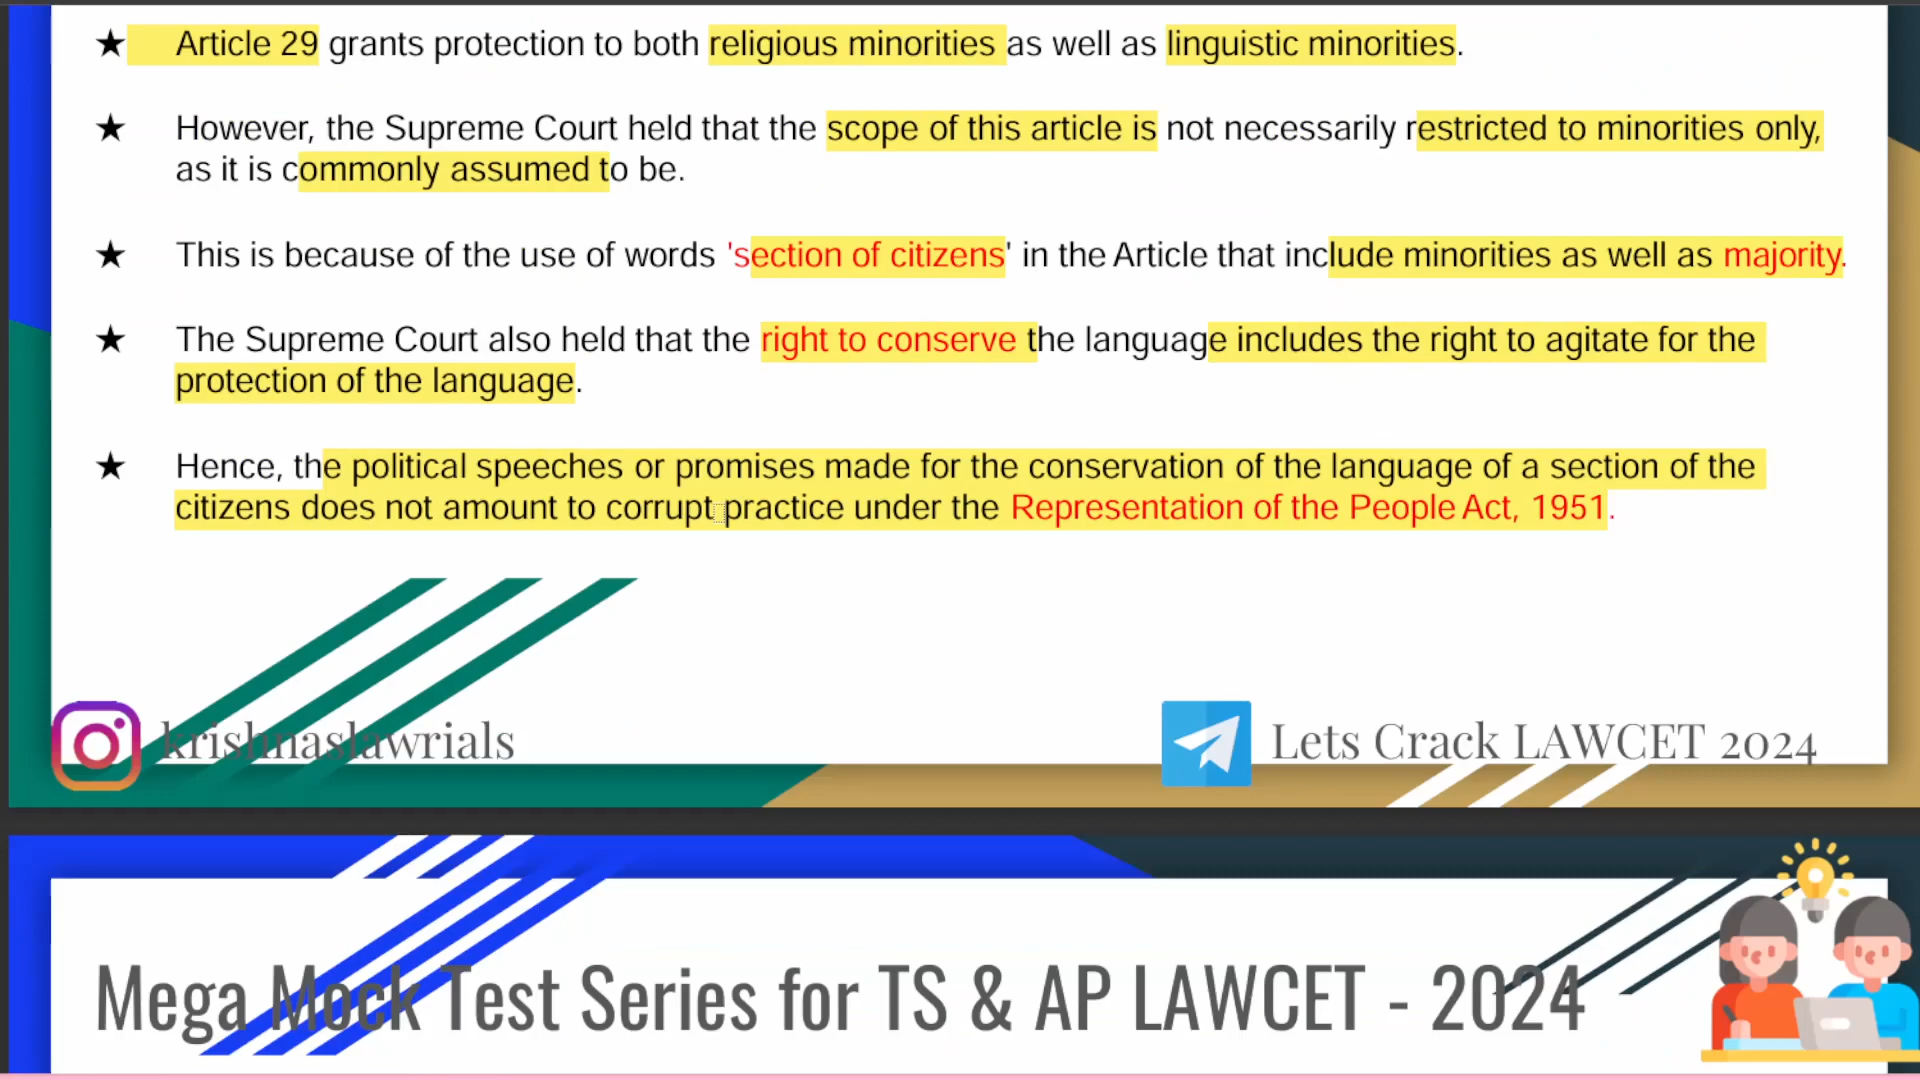 ★ Article 29 grants protection to both religious minorities as well as linguistic minorities.
★ However, the Supreme Court held that the scope of this article is not necessarily restricted to minorities only,
as it is commonly assumed to be.
★ This is because of the use of words 'section of citizens' in the Article that include minorities as well as majority.
★ The Supreme Court also held that the right to conserve the language includes the right to agitate for the
protection of the language.
★ Hence, the political speeches or promises made for the conservation of the language of a section of the
citizens does not amount to corrupt practice under the Representation of the People Act, 1951.
krishnaslawrials
Lets Crack LAWCET 2024
Mega Mock Test Series for TS & AP LAWCET - 2024